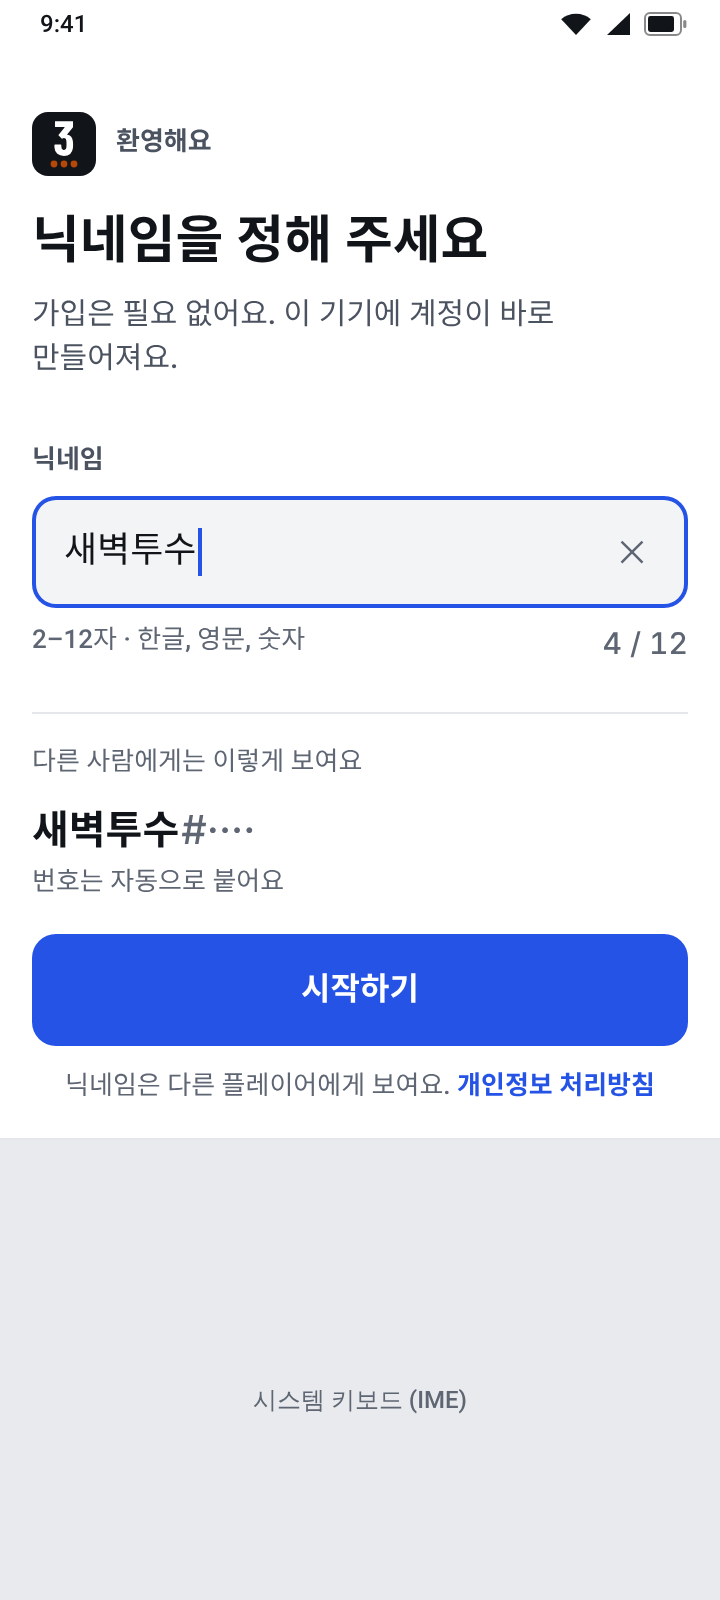 9:41
3
환영해요
닉네임을 정해 주세요
가입은 필요 없어요. 이 기기에 계정이 바로
만들어져요.
닉네임
새벽투수
2–12자 · 한글, 영문, 숫자
4 / 12
다른 사람에게는 이렇게 보여요
새벽투수#····
번호는 자동으로 붙어요
시작하기
닉네임은 다른 플레이어에게 보여요. 개인정보 처리방침
시스템 키보드 (IME)